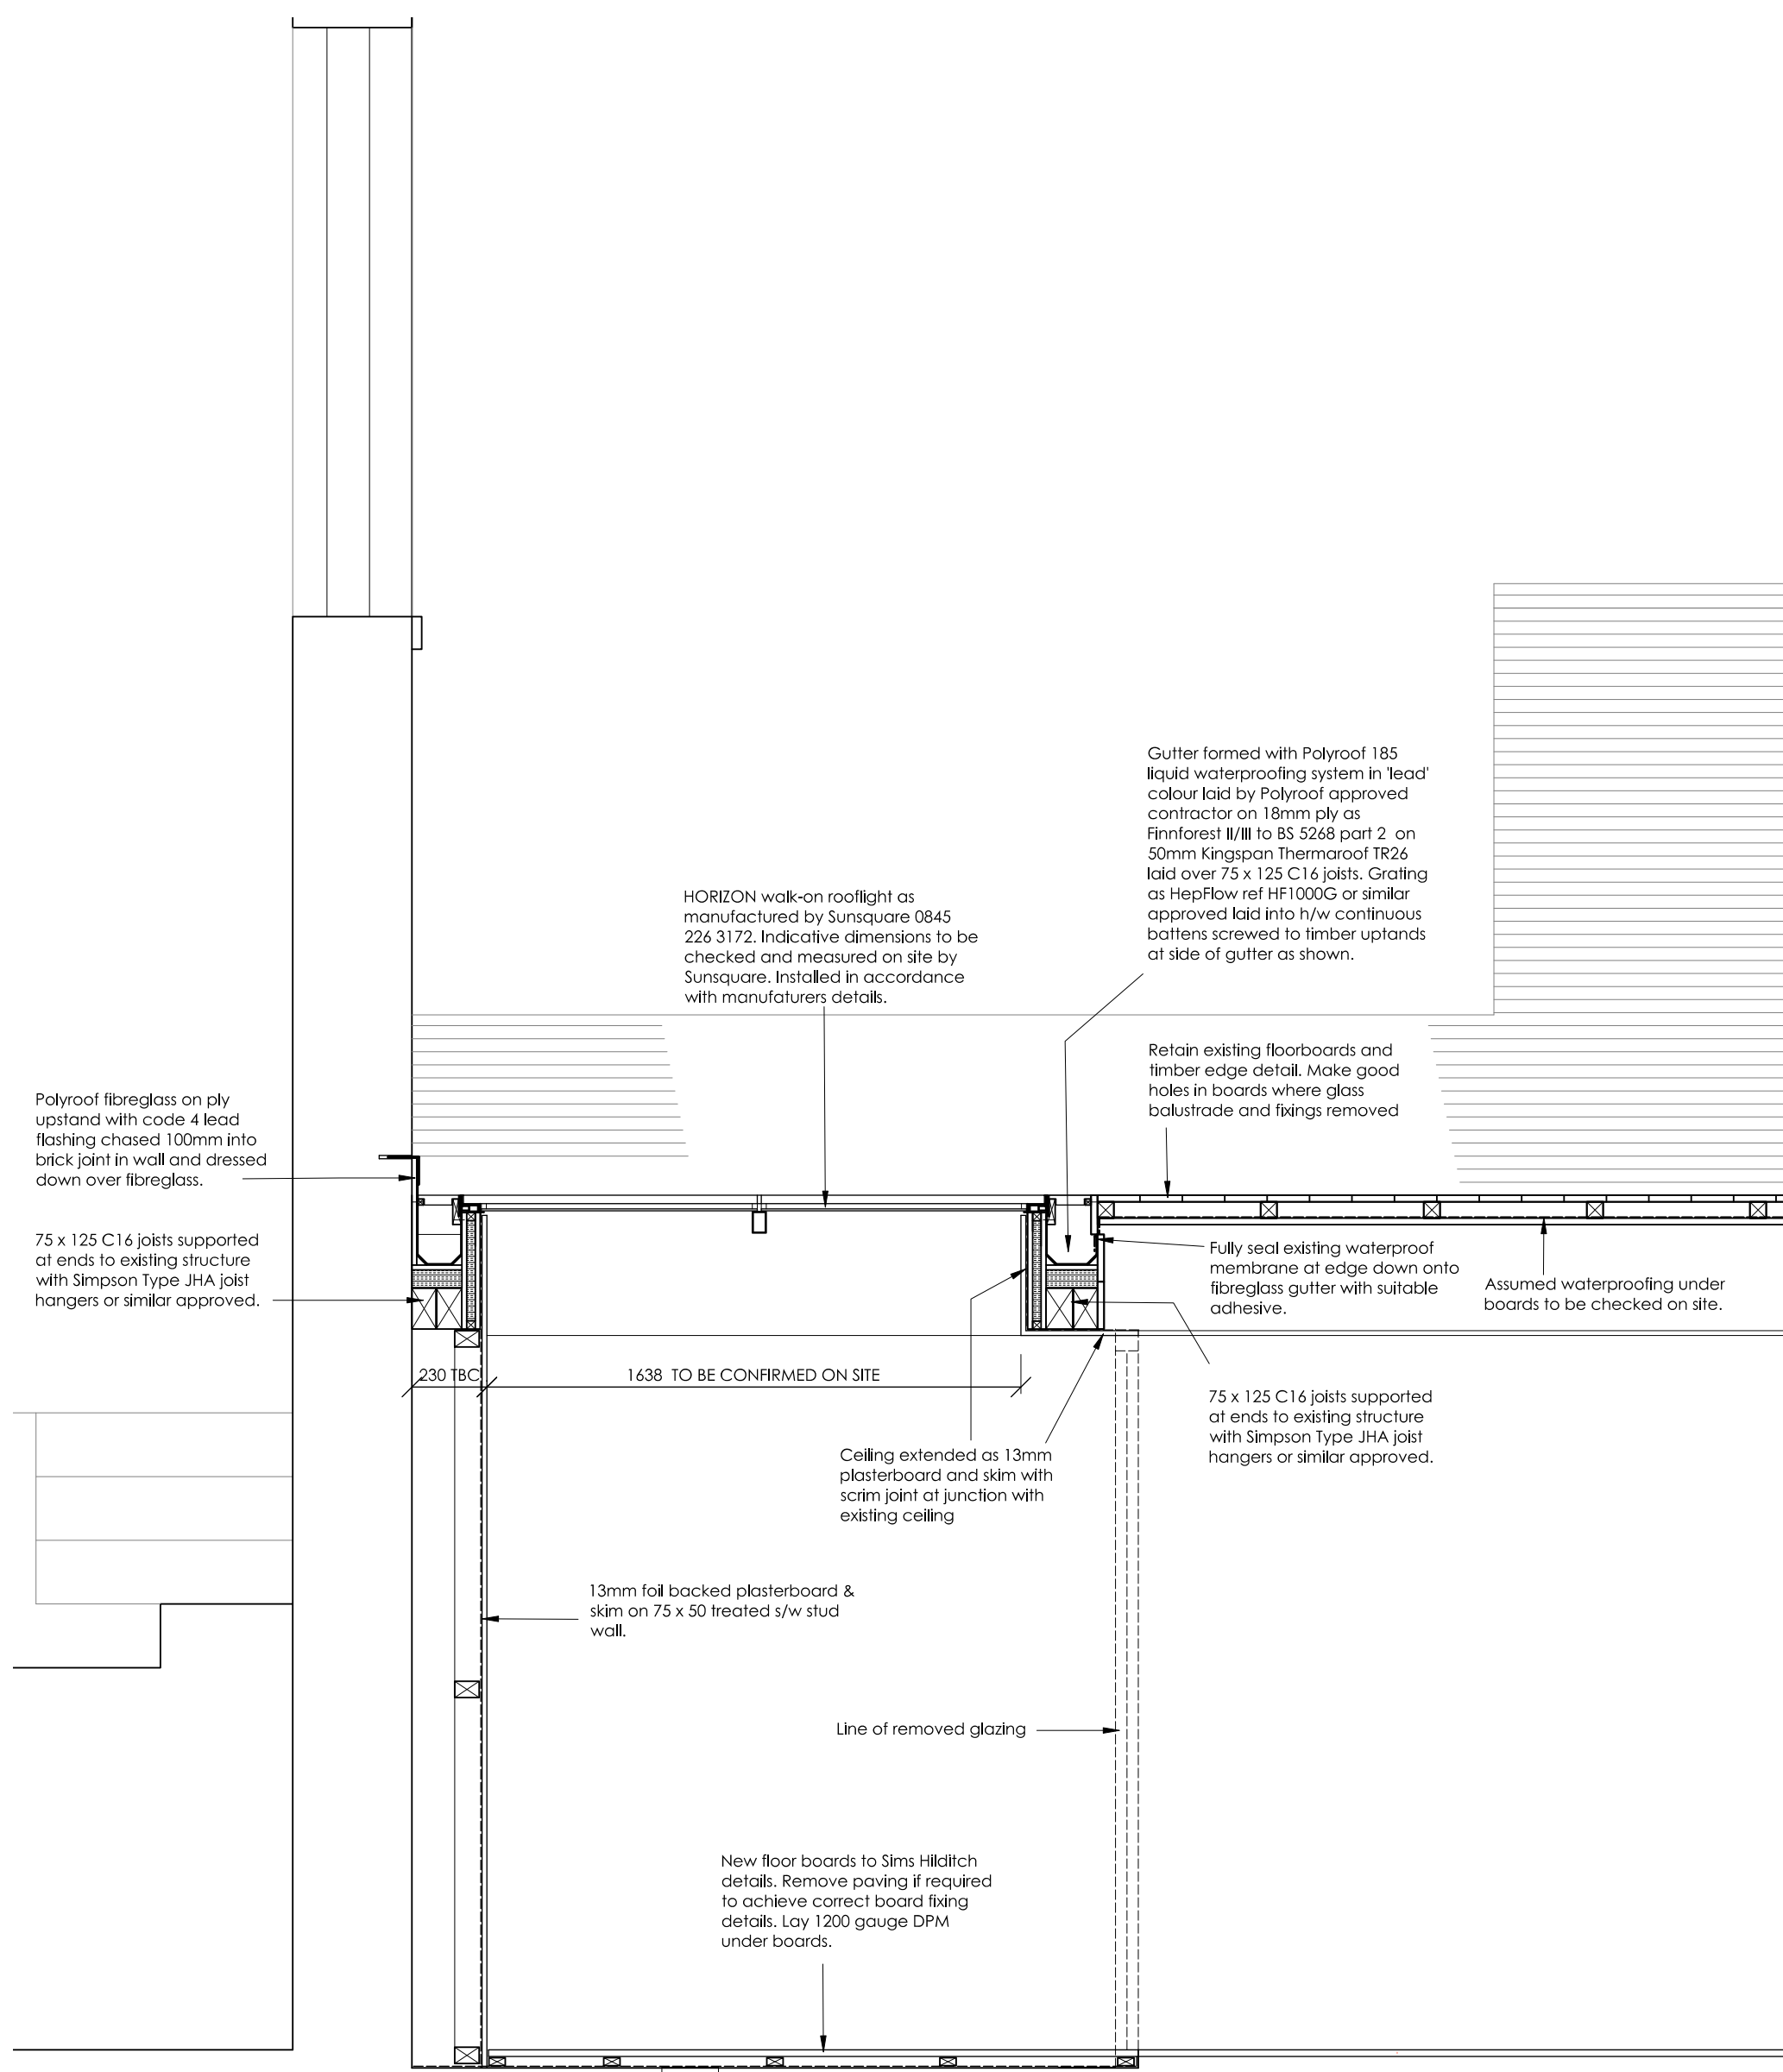 Gutter formed with Polyroof 185
liquid waterproofing system in 'lead'
colour laid by Polyroof approved
contractor on 18mm ply as
Finnforest II/III to BS 5268 part 2  on
50mm Kingspan Thermaroof TR26
laid over 75 x 125 C16 joists. Grating
as HepFlow ref HF1000G or similar
approved laid into h/w continuous
battens screwed to timber uptands
at side of gutter as shown.
HORIZON walk-on rooflight as
manufactured by Sunsquare 0845
226 3172. Indicative dimensions to be
checked and measured on site by
Sunsquare. Installed in accordance
with manufaturers details.
Retain existing floorboards and
timber edge detail. Make good
holes in boards where glass
balustrade and fixings removed
Polyroof fibreglass on ply
upstand with code 4 lead
flashing chased 100mm into
brick joint in wall and dressed
down over fibreglass.
75 x 125 C16 joists supported
at ends to existing structure
with Simpson Type JHA joist
hangers or similar approved.
Fully seal existing waterproof
membrane at edge down onto
fibreglass gutter with suitable
adhesive.
Assumed waterproofing under
boards to be checked on site.
230 TBC
1638  TO BE CONFIRMED ON SITE
75 x 125 C16 joists supported
at ends to existing structure
with Simpson Type JHA joist
hangers or similar approved.
Ceiling extended as 13mm
plasterboard and skim with
scrim joint at junction with
existing ceiling
13mm foil backed plasterboard &
skim on 75 x 50 treated s/w stud
wall.
Line of removed glazing
New floor boards to Sims Hilditch
details. Remove paving if required
to achieve correct board fixing
details. Lay 1200 gauge DPM
under boards.